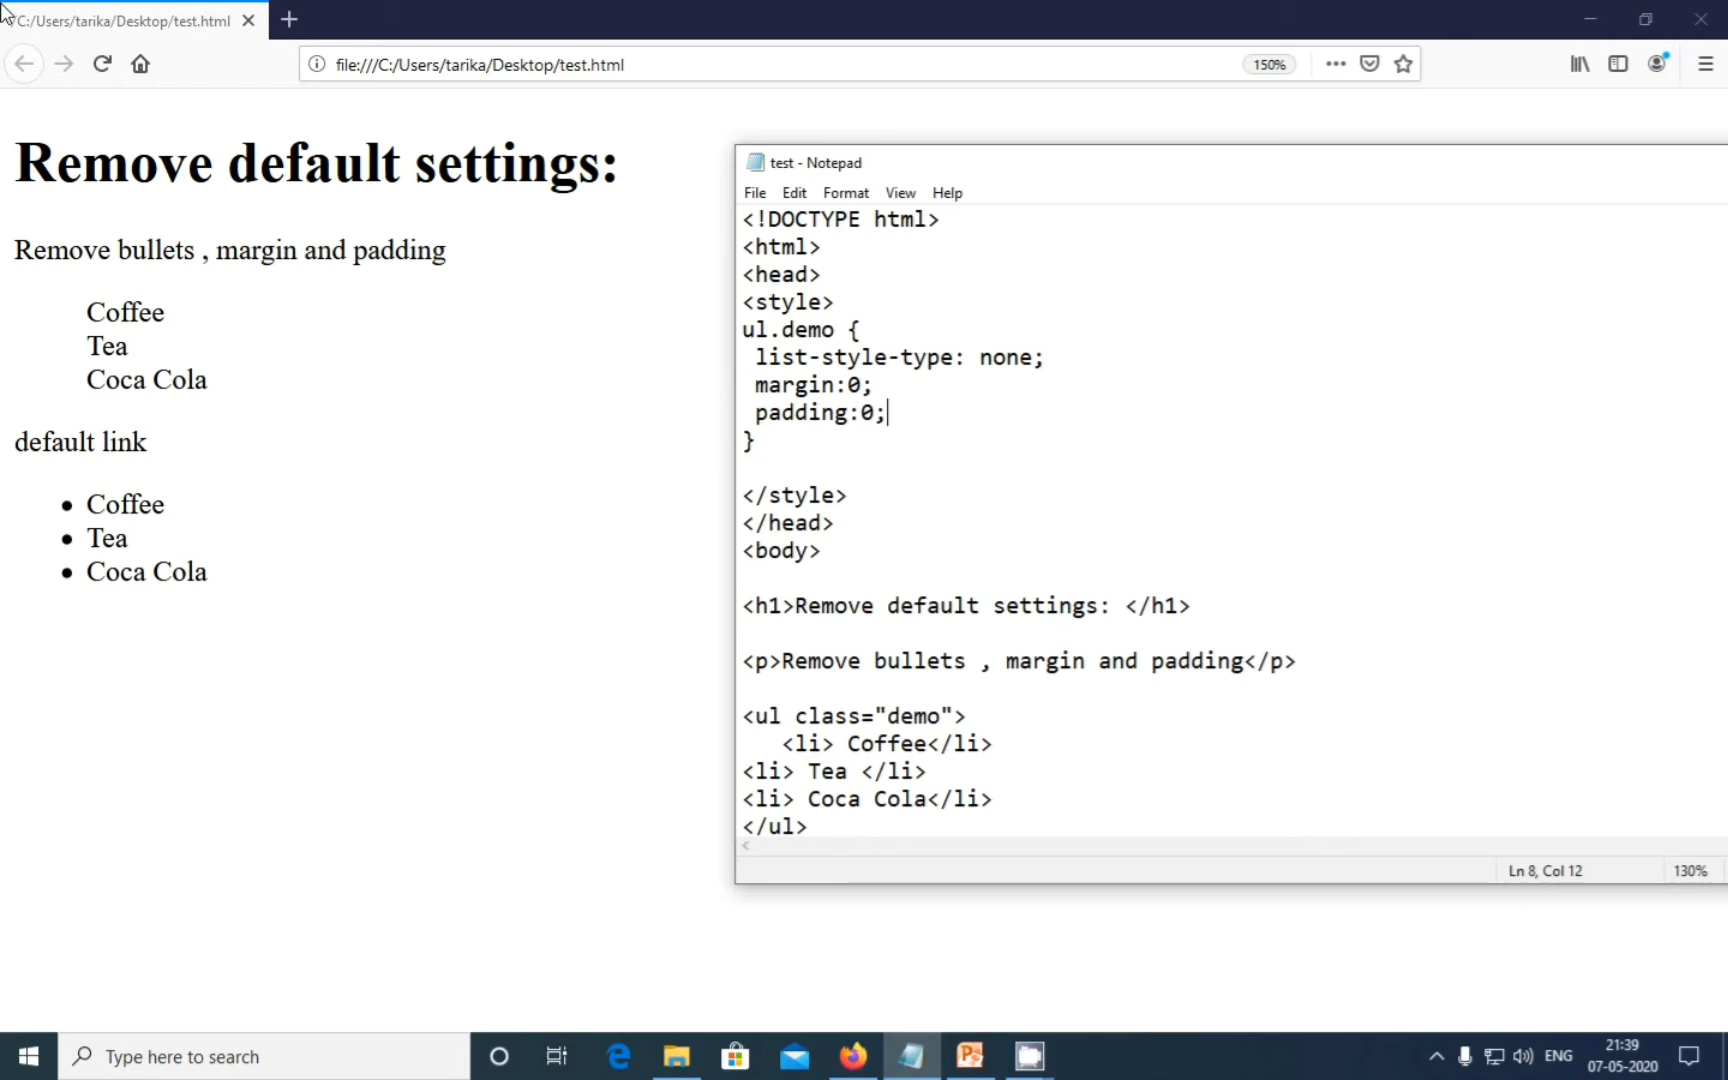 C:/Users/tarika/Desktop/test.html
file:///C:/Users/tarika/Desktop/test.html
150%
Remove default settings:
Remove bullets , margin and padding
Coffee
Tea
Coca Cola
default link
• Coffee
• Tea
• Coca Cola
test - Notepad
File Edit Format View Help
<!DOCTYPE html>
<html>
<head>
<style>
ul.demo {
 list-style-type: none;
 margin:0;
 padding:0;
}
</style>
</head>
<body>
<h1>Remove default settings: </h1>
<p>Remove bullets , margin and padding</p>
<ul class="demo">
   <li> Coffee</li>
<li> Tea </li>
<li> Coca Cola</li>
</ul>
Ln 8, Col 12
130%
Type here to search
ENG
21:39
07-05-2020